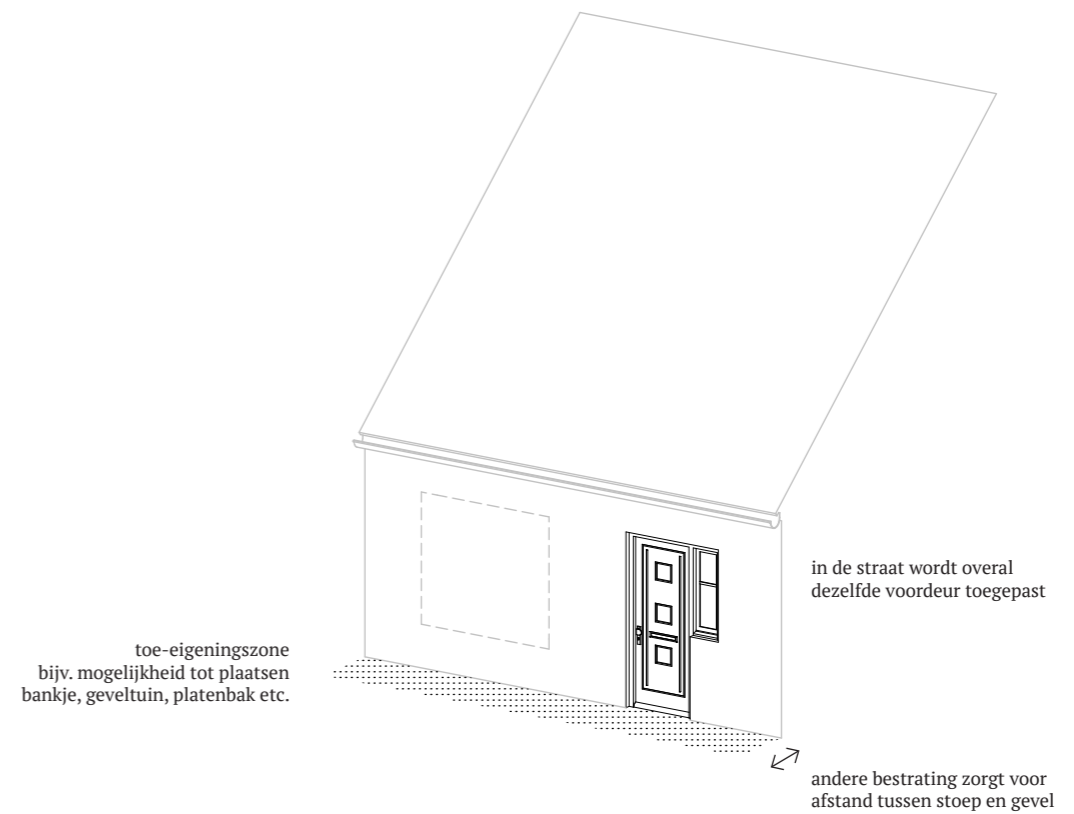 in de straat wordt overal
dezelfde voordeur toegepast
toe-eigeningszone
bijv. mogelijkheid tot plaatsen
bankje, geveltuin, platenbak etc.
andere bestrating zorgt voor
afstand tussen stoep en gevel